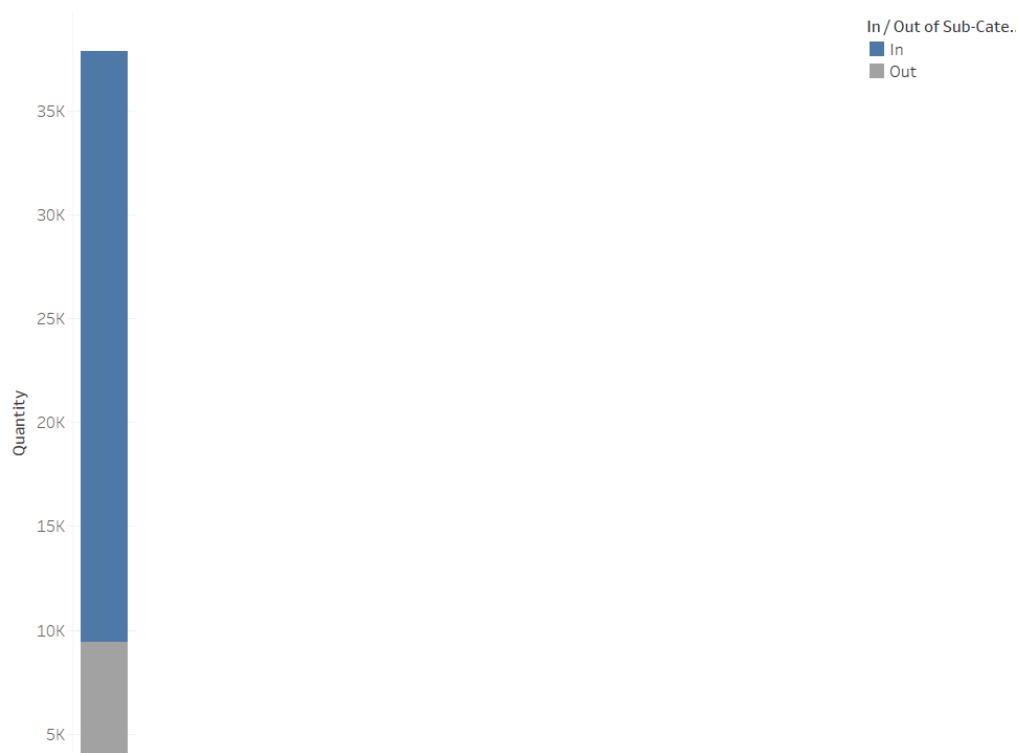 In / Out of Sub-Cate..
In
Out
35K
30K
25K
20K
15K
10K
5K
Quantity